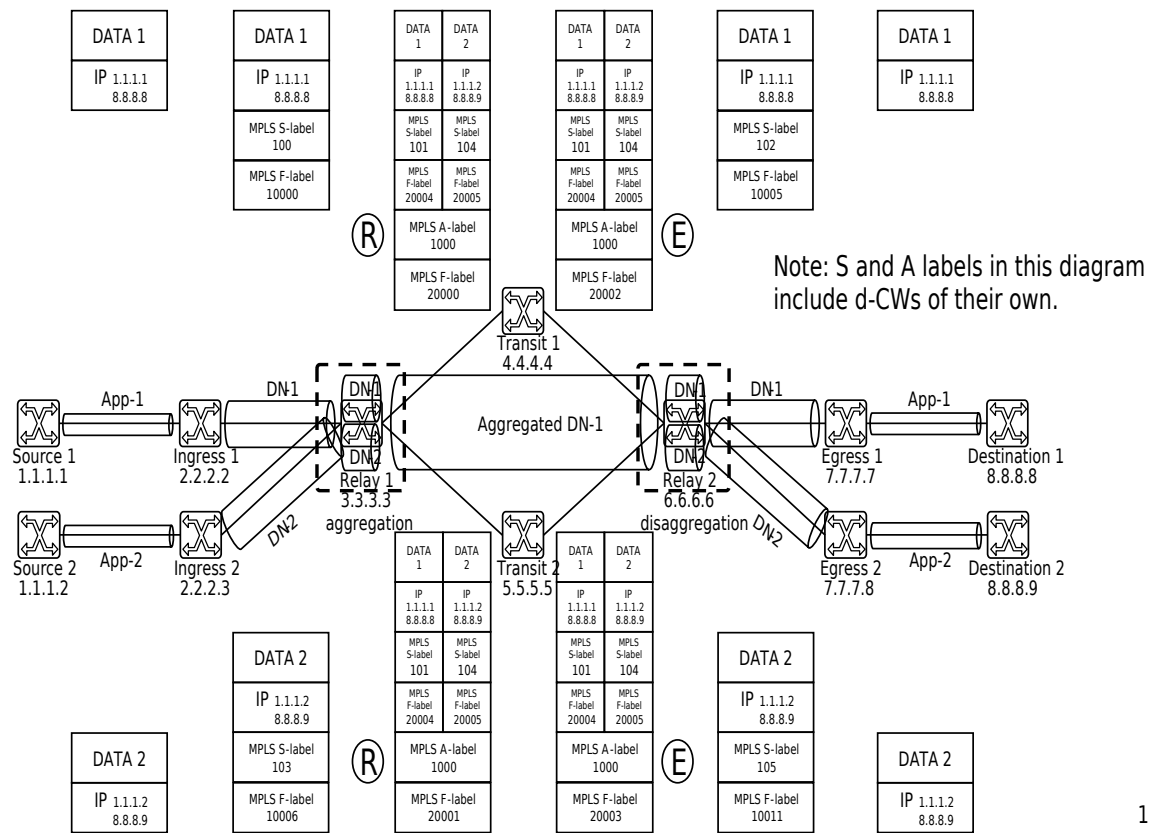 DATA 1
IP 1.1.1.1
8.8.8.8
DATA 1
IP 1.1.1.1
8.8.8.8
MPLS S-label
100
MPLS F-label
10000
DATA
1
DATA
2
IP
1.1.1.1
8.8.8.8
IP
1.1.1.2
8.8.8.9
MPLS
S-label
101
MPLS
S-label
104
MPLS
F-label
20004
MPLS
F-label
20005
MPLS A-label
1000
MPLS F-label
20000
R
DATA
1
DATA
2
IP
1.1.1.1
8.8.8.8
IP
1.1.1.2
8.8.8.9
MPLS
S-label
101
MPLS
S-label
104
MPLS
F-label
20004
MPLS
F-label
20005
MPLS A-label
1000
MPLS F-label
20002
E
DATA 1
IP 1.1.1.1
8.8.8.8
MPLS S-label
102
MPLS F-label
10005
DATA 1
IP 1.1.1.1
8.8.8.8
Note: S and A labels in this diagram
include d-CWs of their own.
Transit 1
4.4.4.4
App-1
DN-1
DN-1
Aggregated DN-1
DN-1
DN-1
App-1
Source 1
1.1.1.1
Ingress 1
2.2.2.2
DN-2
Relay 1
3.3.3.3
aggregation
DN-2
Relay 2
6.6.6.6
disaggregation
Egress 1
7.7.7.7
Destination 1
8.8.8.8
App-2
DN-2
DN-2
App-2
Source 2
1.1.1.2
Ingress 2
2.2.2.3
Transit 2
5.5.5.5
Egress 2
7.7.7.8
Destination 2
8.8.8.9
DATA 2
IP 1.1.1.2
8.8.8.9
DATA 2
IP 1.1.1.2
8.8.8.9
MPLS S-label
103
MPLS F-label
10006
R
DATA
1
DATA
2
IP
1.1.1.1
8.8.8.8
IP
1.1.1.2
8.8.8.9
MPLS
S-label
101
MPLS
S-label
104
MPLS
F-label
20004
MPLS
F-label
20005
MPLS A-label
1000
MPLS F-label
20001
DATA
1
DATA
2
IP
1.1.1.1
8.8.8.8
IP
1.1.1.2
8.8.8.9
MPLS
S-label
101
MPLS
S-label
104
MPLS
F-label
20004
MPLS
F-label
20005
MPLS A-label
1000
MPLS F-label
20003
E
DATA 2
IP 1.1.1.2
8.8.8.9
MPLS S-label
105
MPLS F-label
10011
DATA 2
IP 1.1.1.2
8.8.8.9
1